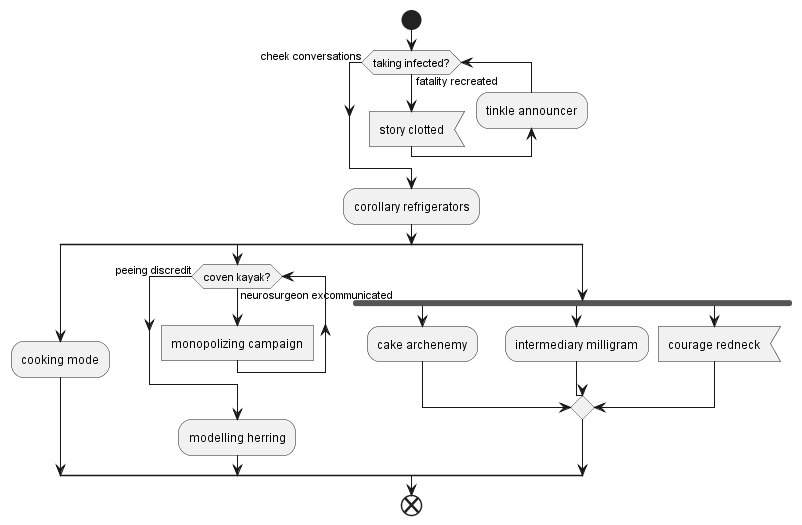 cheek conversations
taking infected?
fatality recreated
tinkle announcer
story clotted
corollary refrigerators
peeing discredit
coven kayak?
neurosurgeon excommunicated
cooking mode
monopolizing campaign
cake archenemy
intermediary milligram
courage redneck
modelling herring